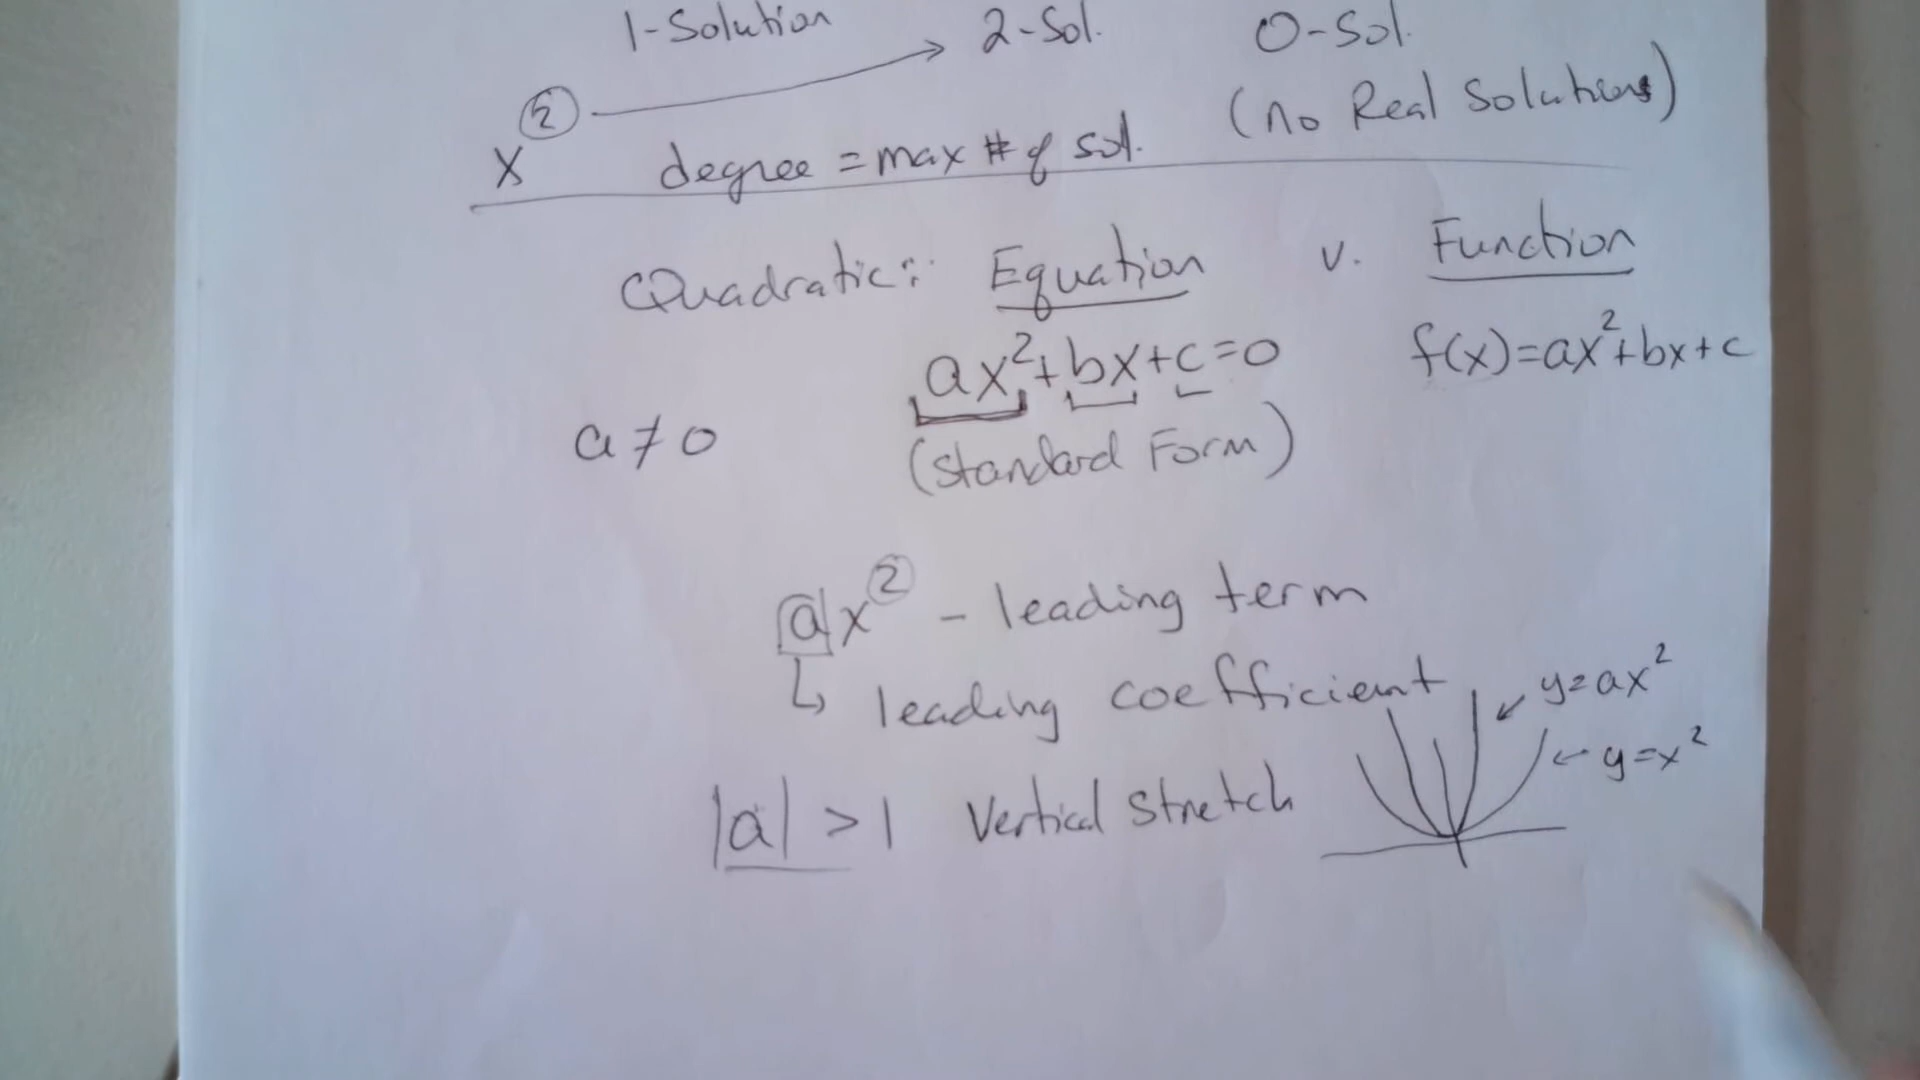 1-Solution 2-Sol. 0-Sol.
x² degree = max # of sol. (no Real Solutions)
Quadratic: Equation v. Function
ax²+bx+c=0 f(x)=ax²+bx+c
a≠0 (Standard Form)
ax² - leading term
↳ leading coefficient
y=ax²
y=x²
|a| > 1 Vertical Stretch